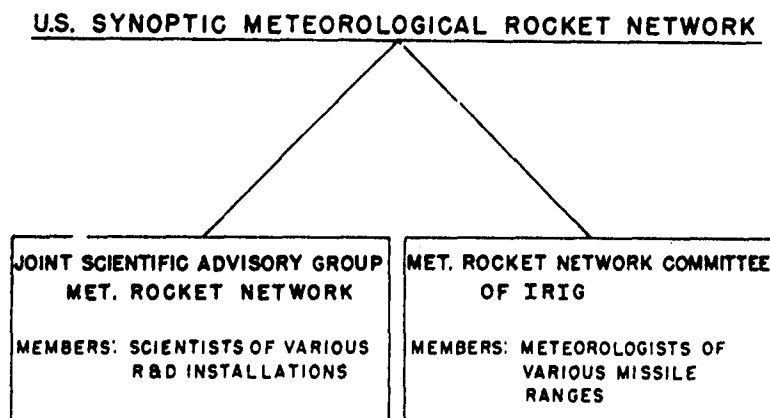 U.S. SYNOPTIC METEOROLOGICAL ROCKET NETWORK
JOINT SCIENTIFIC ADVISORY GROUP
MET. ROCKET NETWORK
MEMBERS: SCIENTISTS OF VARIOUS
R&D INSTALLATIONS
MET. ROCKET NETWORK COMMITTEE
OF IRIG
MEMBERS: METEOROLOGISTS OF
VARIOUS MISSILE
RANGES